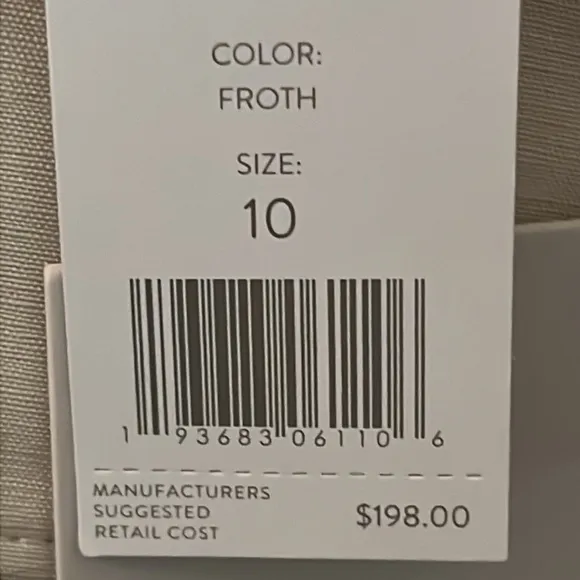 COLOR:
FROTH
SIZE:
10
1 93683 06110 6
MANUFACTURERS
SUGGESTED
RETAIL COST
$198.00